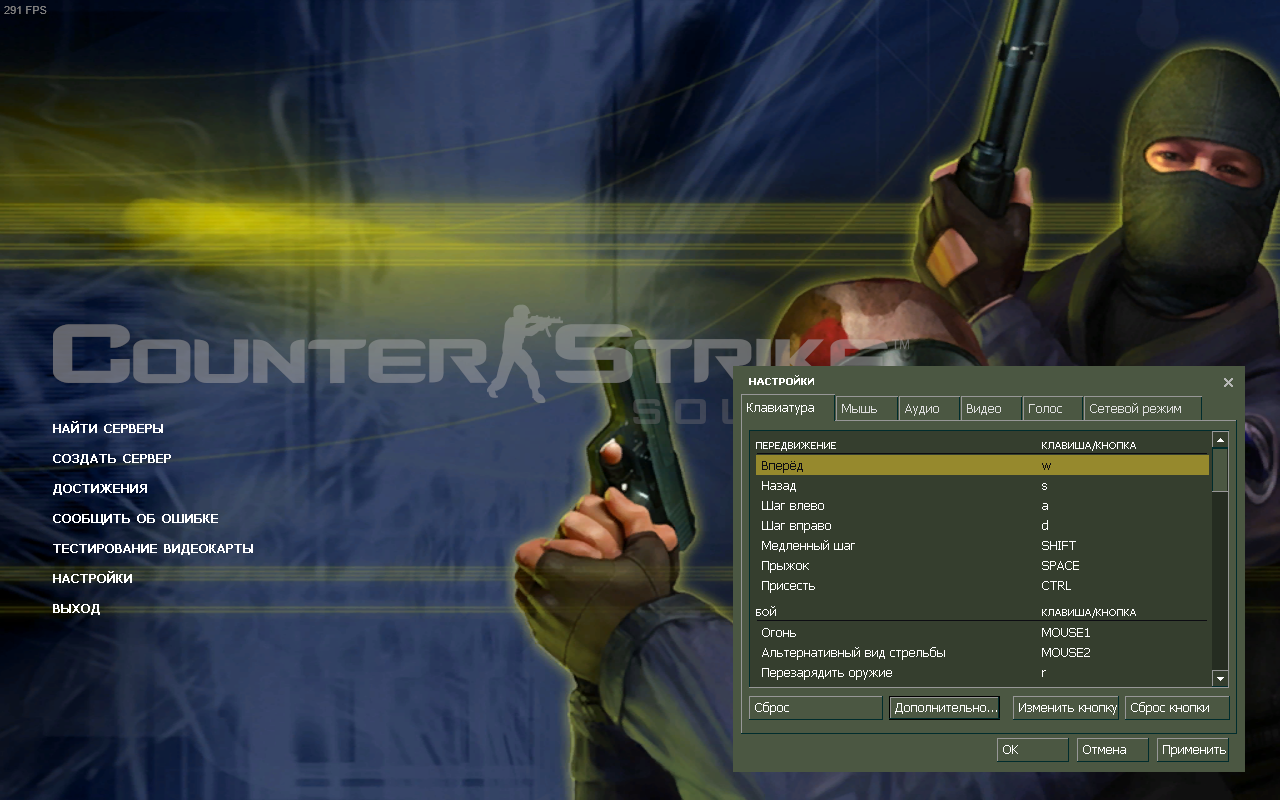 291 FPS
COUNTER STRIKE™
SOU
НАЙТИ СЕРВЕРЫ
СОЗДАТЬ СЕРВЕР
ДОСТИЖЕНИЯ
СООБЩИТЬ ОБ ОШИБКЕ
ТЕСТИРОВАНИЕ ВИДЕОКАРТЫ
НАСТРОЙКИ
ВЫХОД
НАСТРОЙКИ
Клавиатура Мышь Аудио Видео Голос Сетевой режим
ПЕРЕДВИЖЕНИЕ КЛАВИША/КНОПКА
Вперёд w
Назад s
Шаг влево a
Шаг вправо d
Медленный шаг SHIFT
Прыжок SPACE
Присесть CTRL
БОЙ КЛАВИША/КНОПКА
Огонь MOUSE1
Альтернативный вид стрельбы MOUSE2
Перезарядить оружие r
Сброс Дополнительно... Изменить кнопку Сброс кнопки
OK Отмена Применить